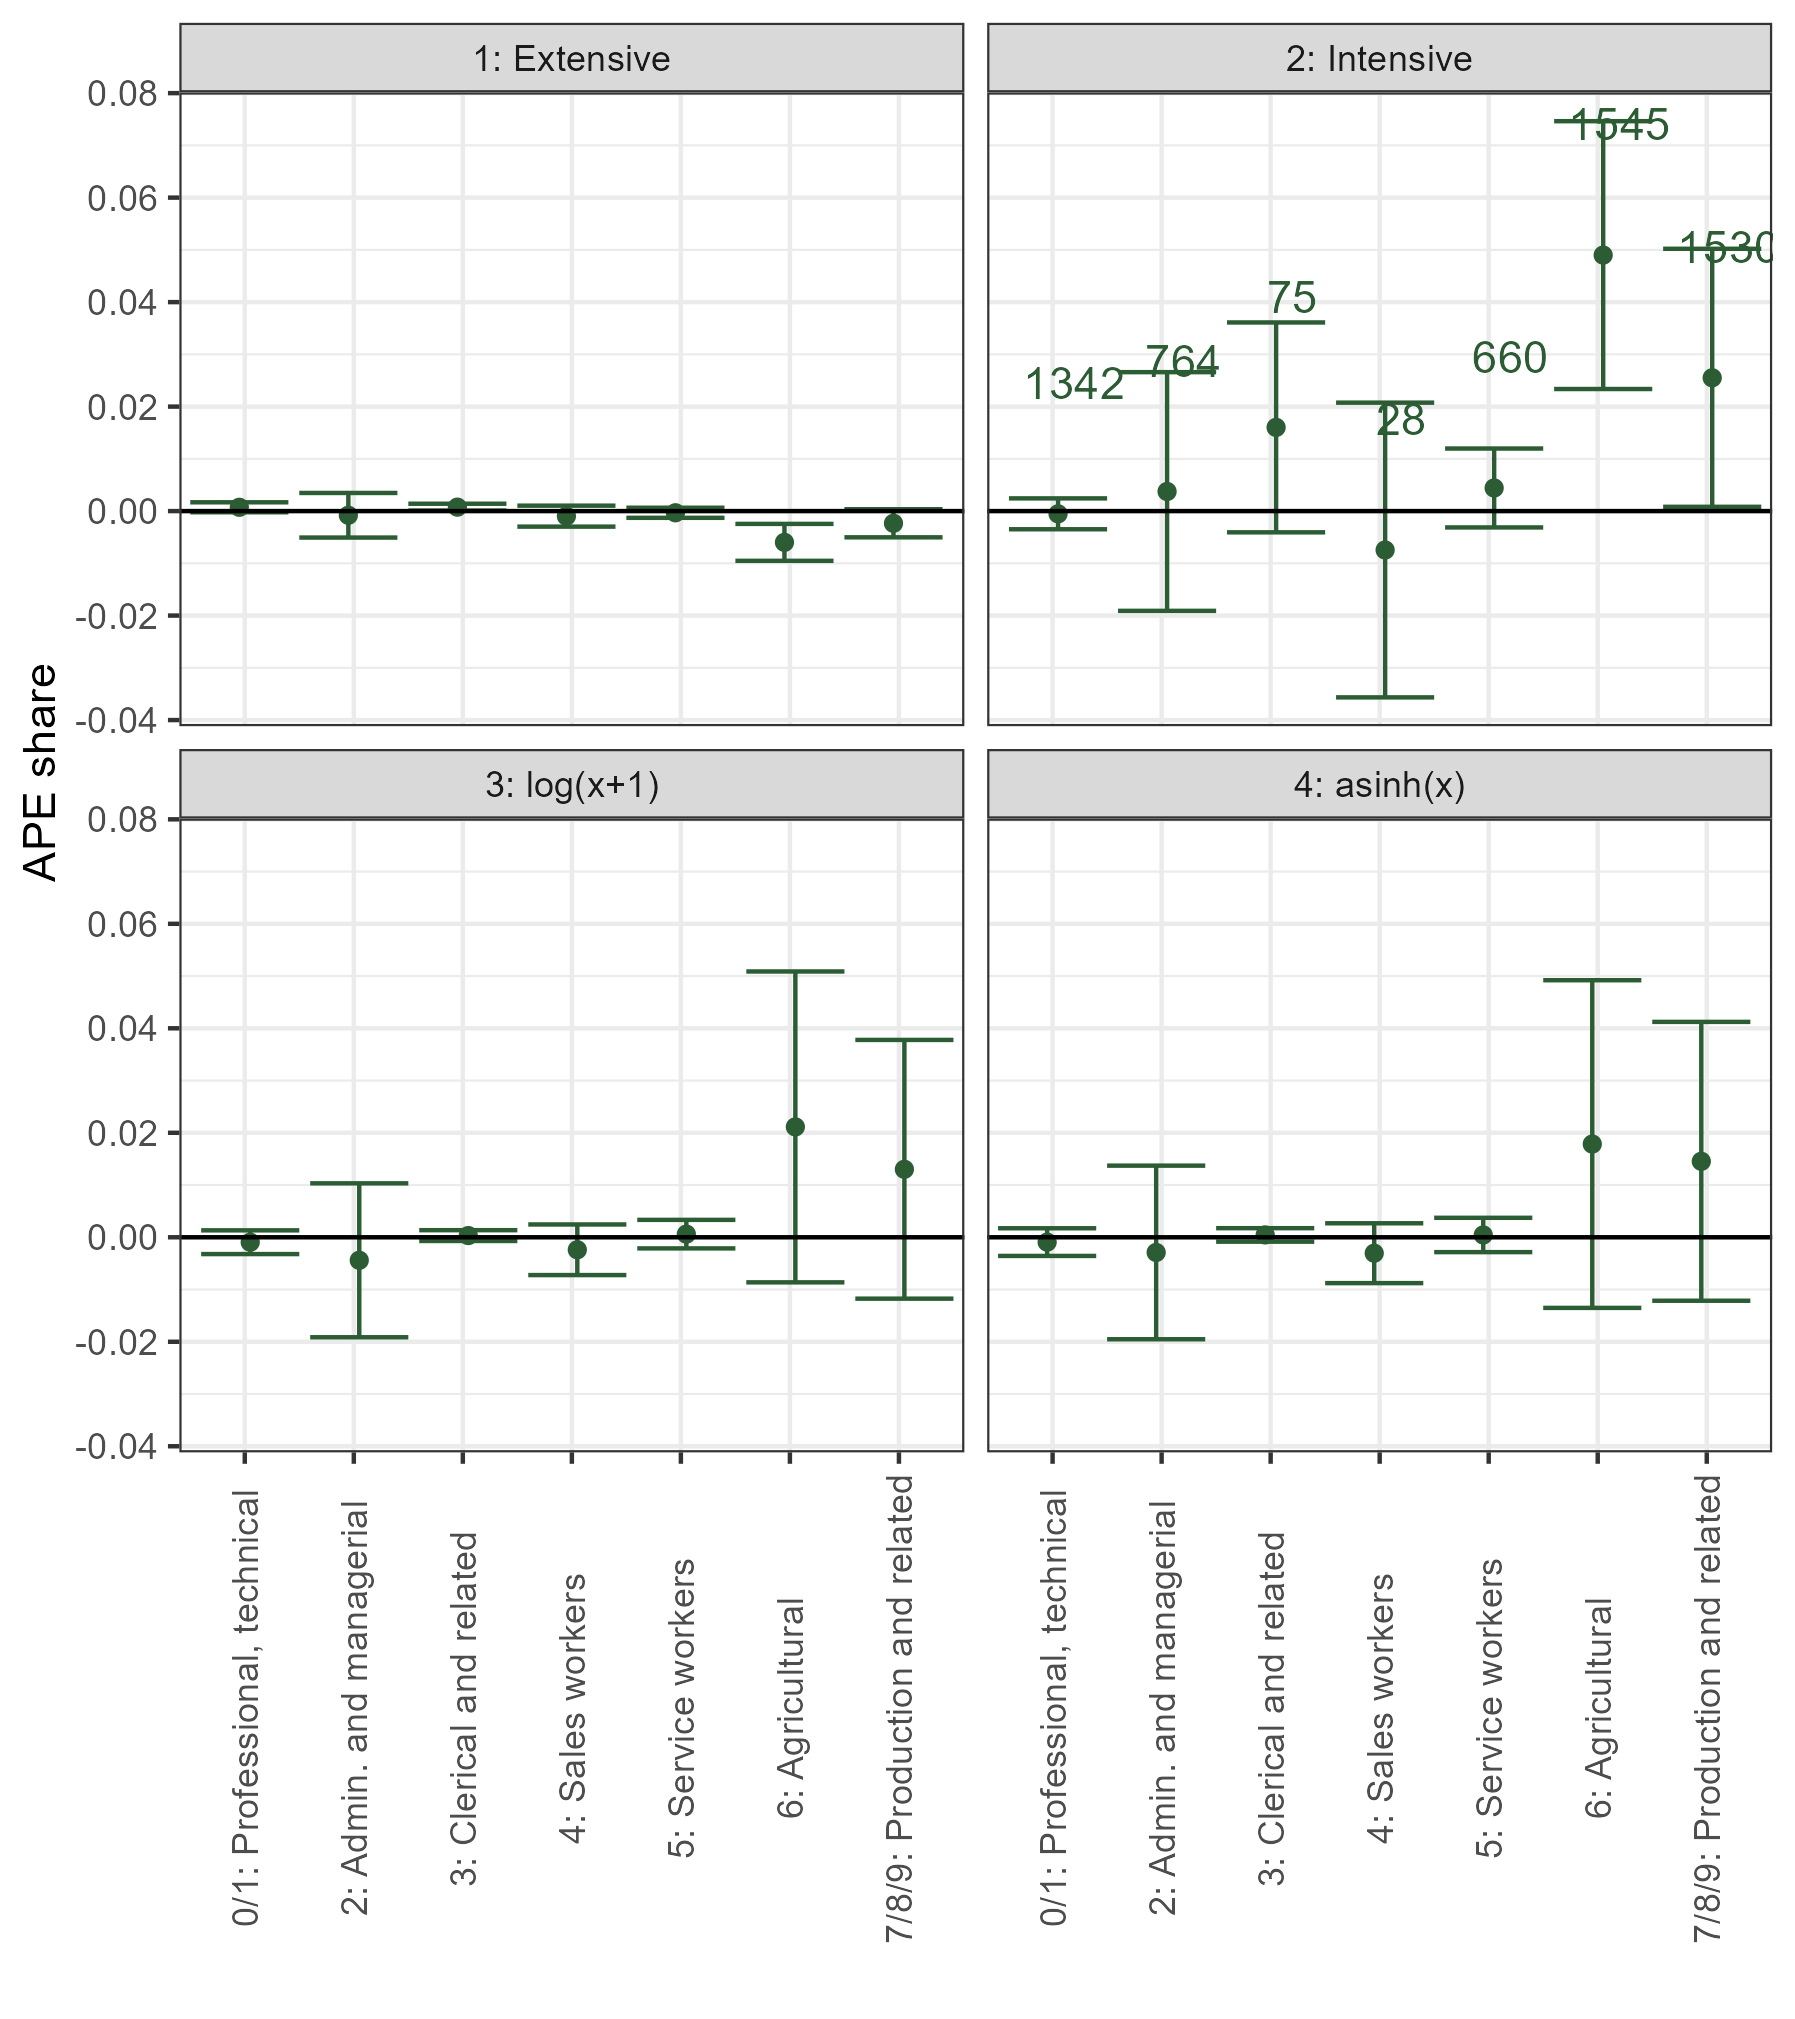 1: Extensive
2: Intensive
0.08
0.06
0.04
0.02
0.00
-0.02
-0.04
1342
764
75
28
660
1545
1530
APE share
3: log(x+1)
4: asinh(x)
0.08
0.06
0.04
0.02
0.00
-0.02
-0.04
0/1: Professional, technical
2: Admin. and managerial
3: Clerical and related
4: Sales workers
5: Service workers
6: Agricultural
7/8/9: Production and related
0/1: Professional, technical
2: Admin. and managerial
3: Clerical and related
4: Sales workers
5: Service workers
6: Agricultural
7/8/9: Production and related